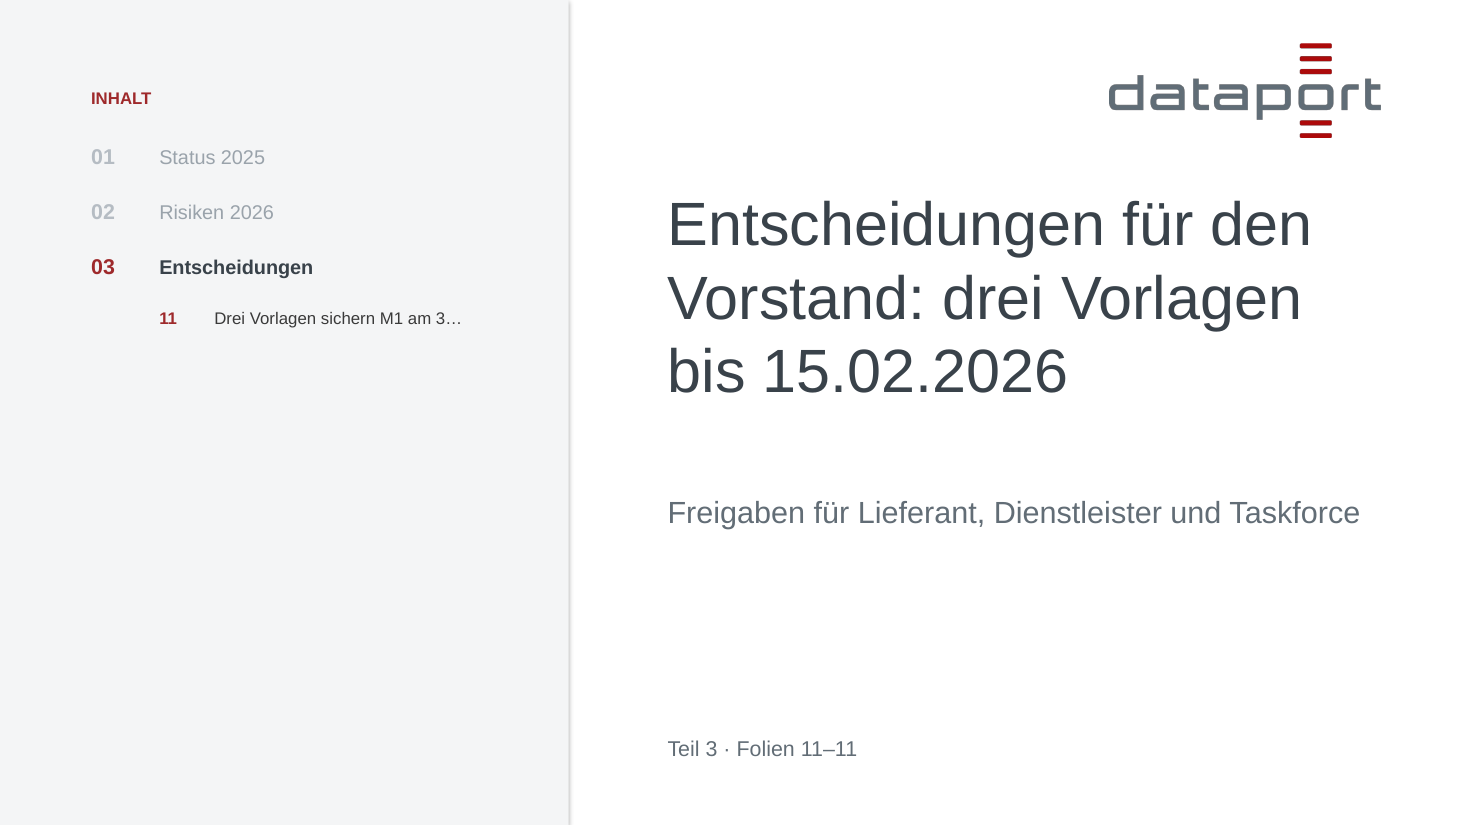 INHALT
01 Status 2025
02 Risiken 2026
03 Entscheidungen
11 Drei Vorlagen sichern M1 am 3…
dataport
Entscheidungen für den
Vorstand: drei Vorlagen
bis 15.02.2026
Freigaben für Lieferant, Dienstleister und Taskforce
Teil 3 · Folien 11–11